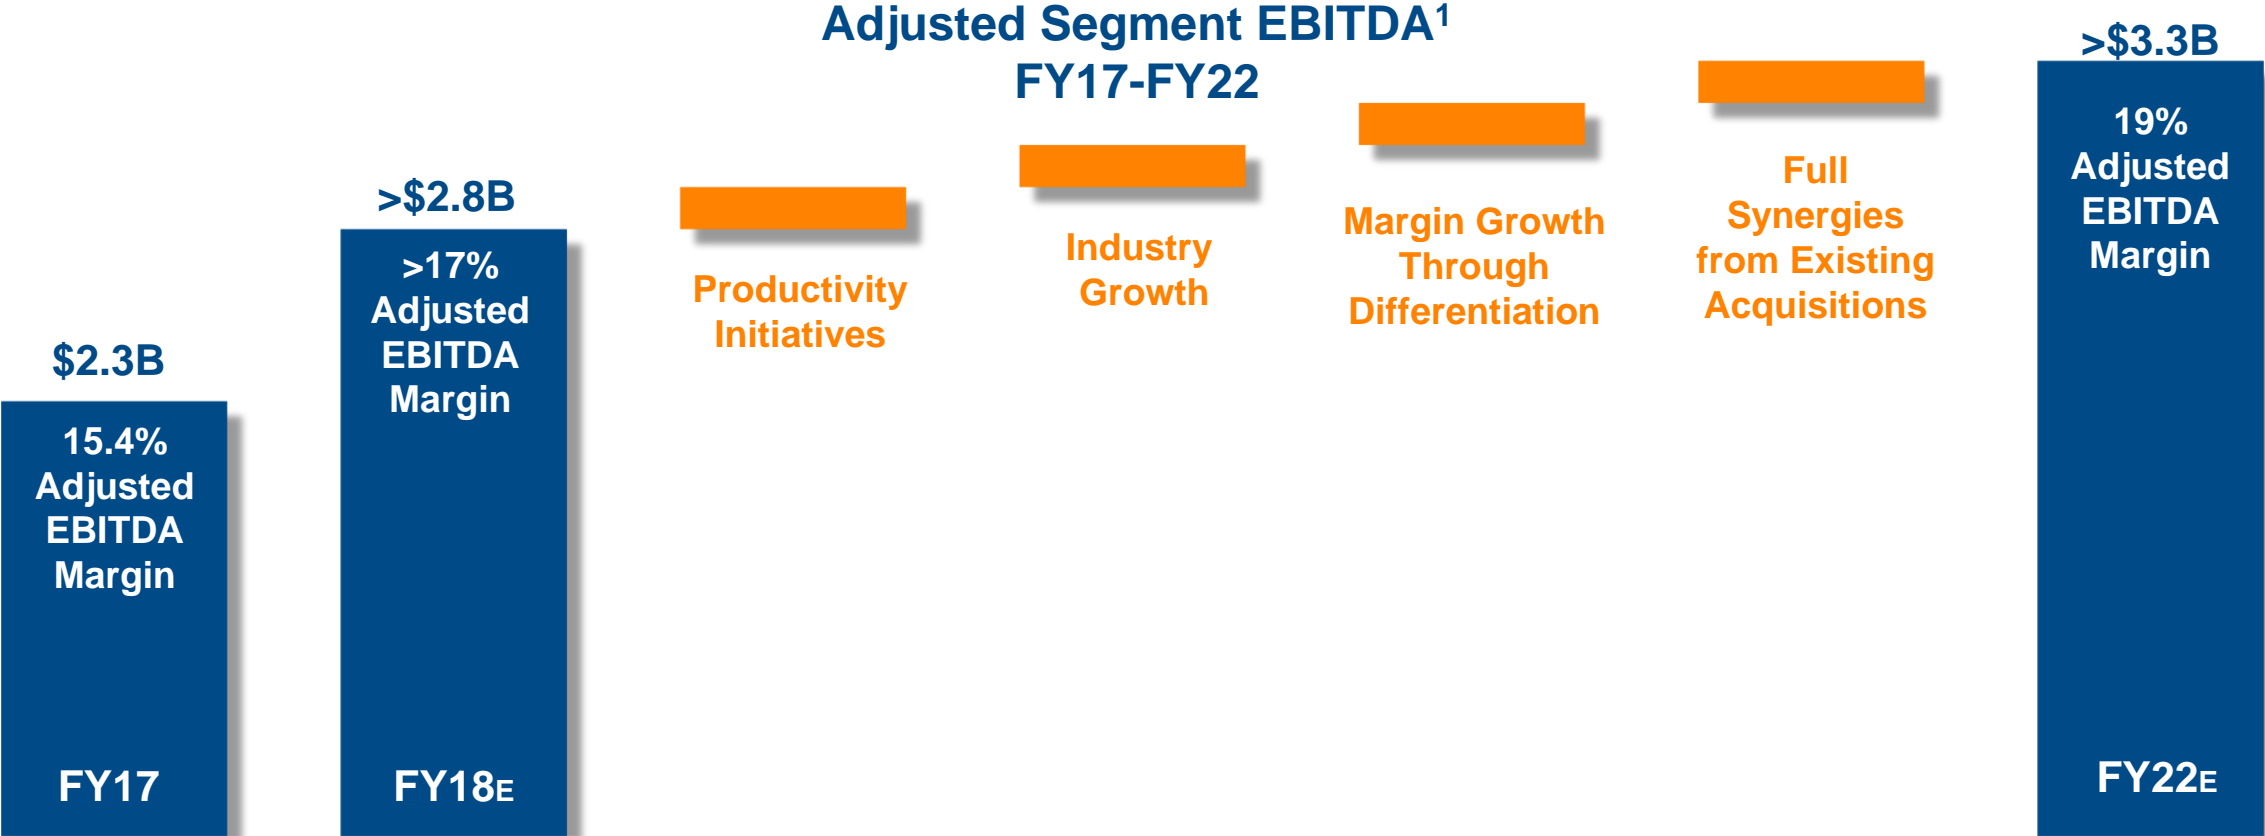 Adjusted Segment EBITDA¹
FY17-FY22
$2.3B
15.4%
Adjusted
EBITDA
Margin
FY17
>$2.8B
>17%
Adjusted
EBITDA
Margin
FY18E
Productivity
Initiatives
Industry
Growth
Margin Growth
Through
Differentiation
Full
Synergies
from Existing
Acquisitions
>$3.3B
19%
Adjusted
EBITDA
Margin
FY22E